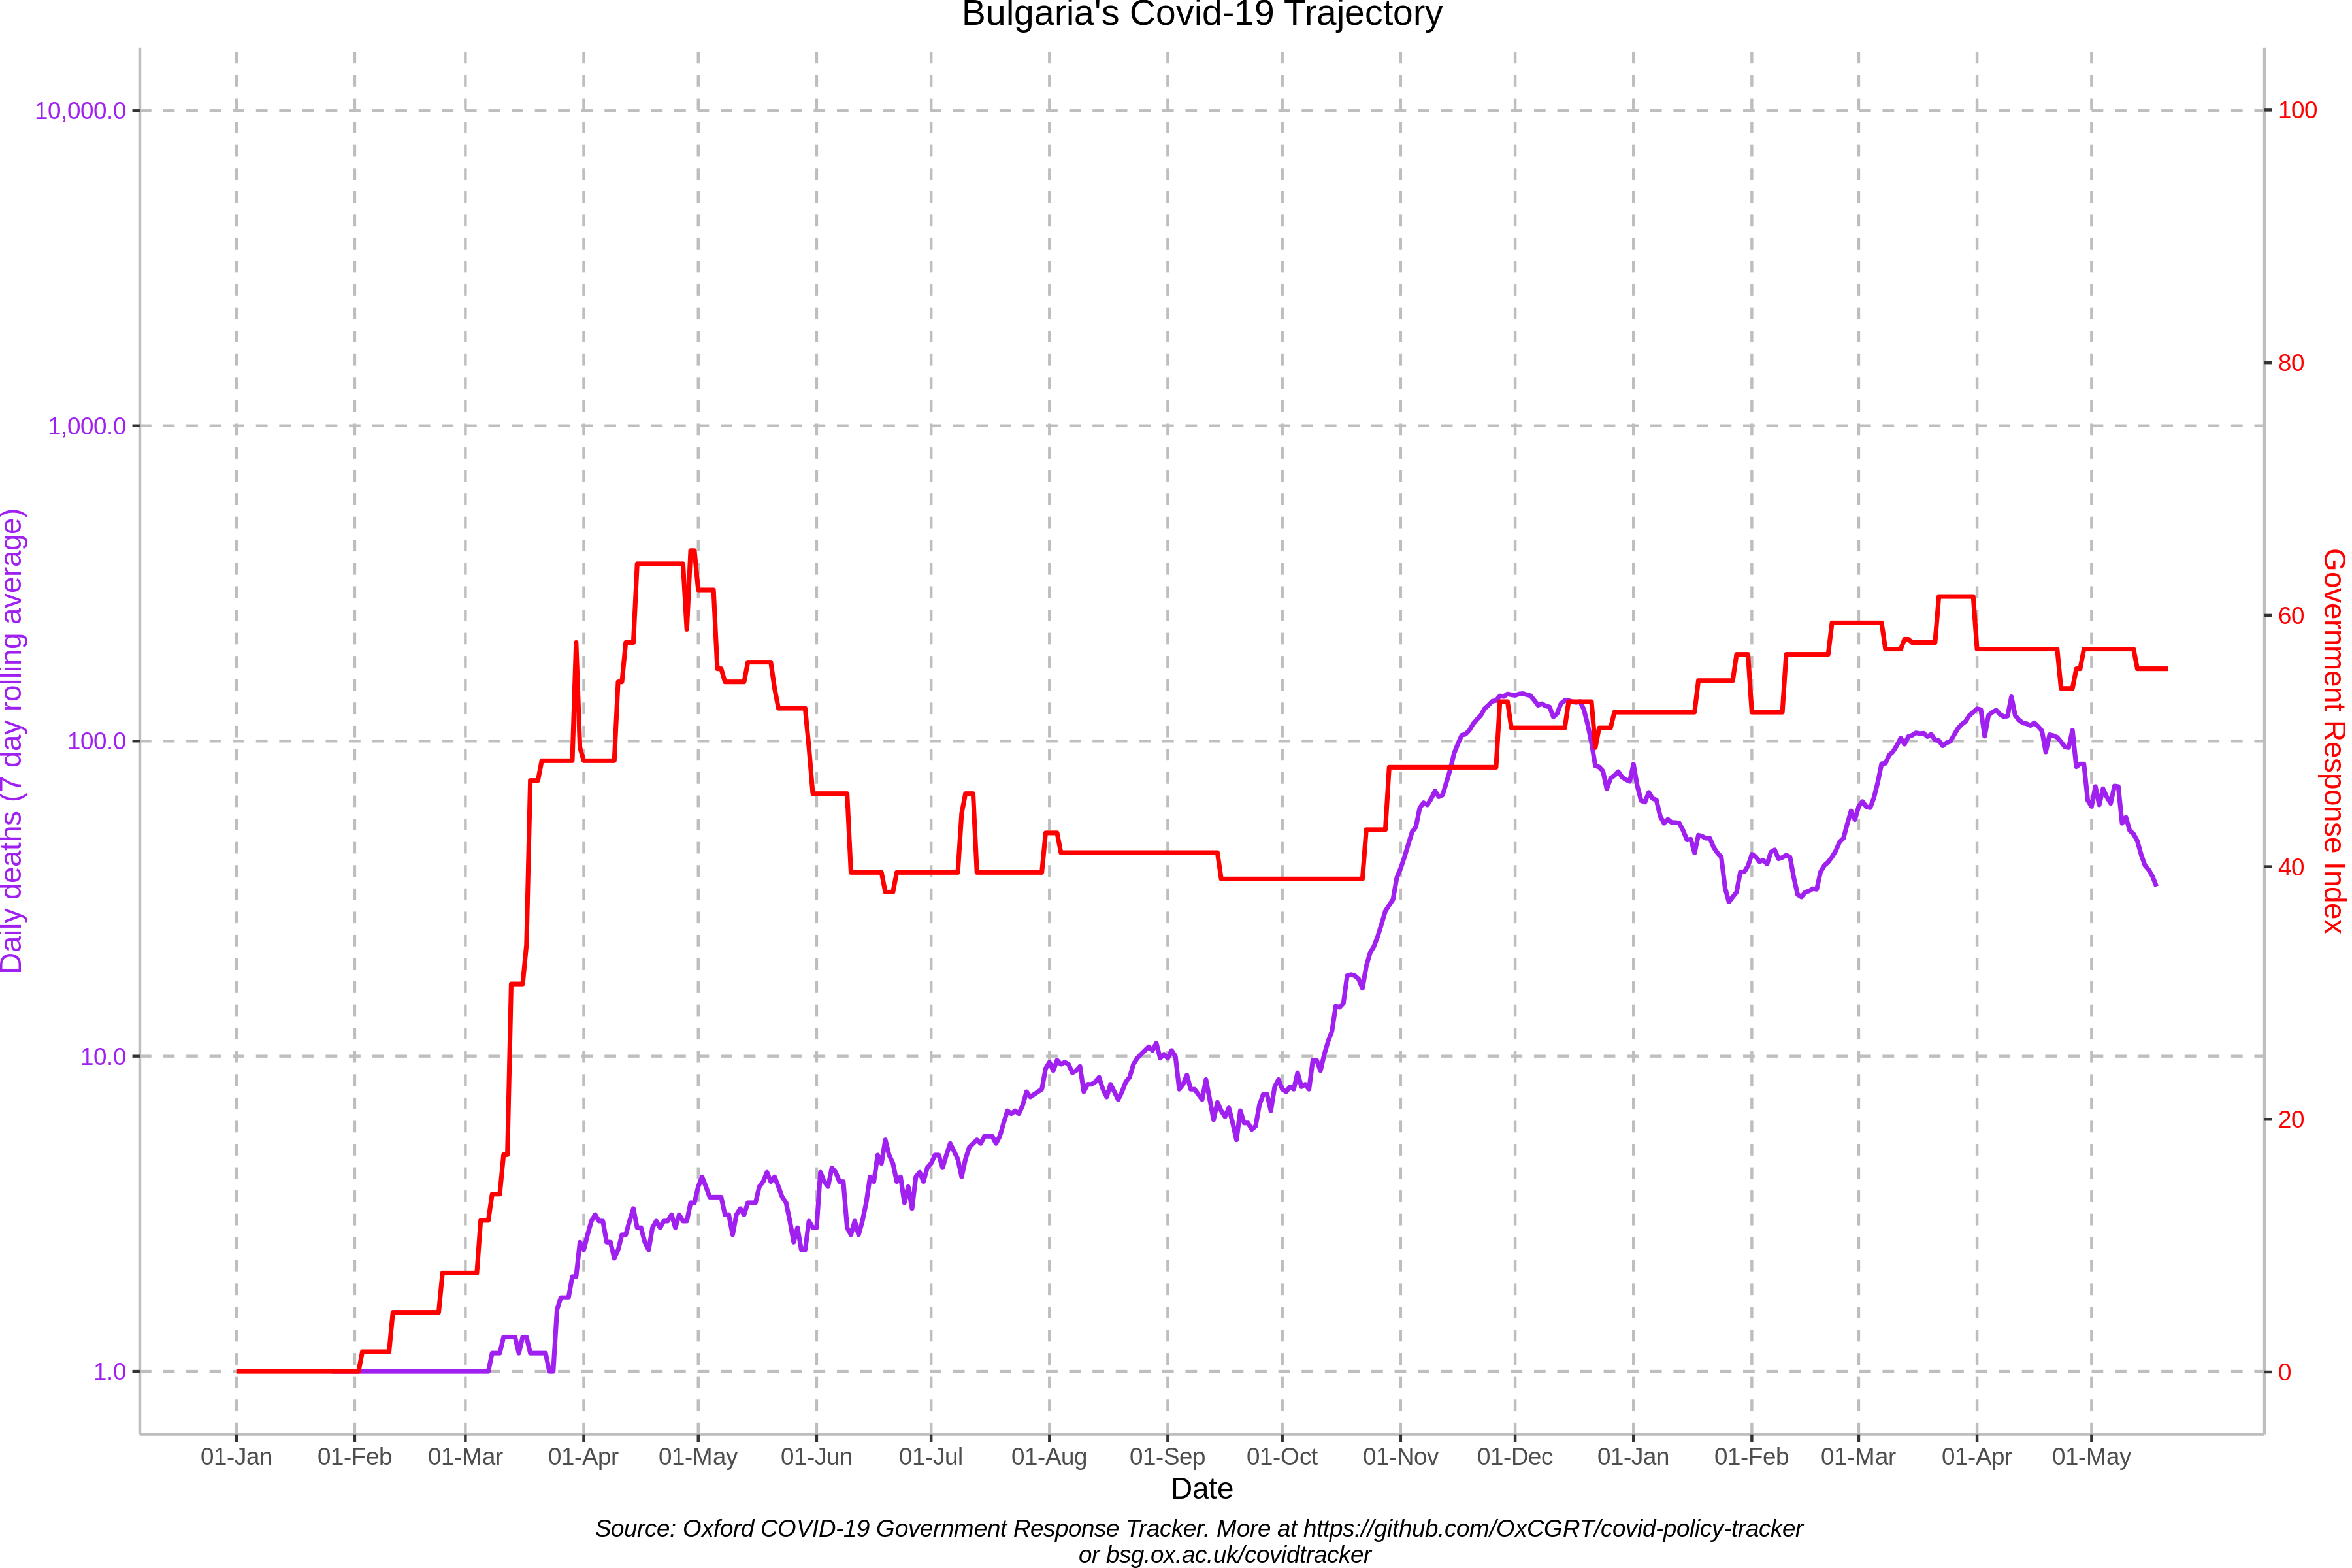 Bulgaria's Covid-19 Trajectory
10,000.0
1,000.0
100.0
10.0
1.0
Daily deaths (7 day rolling average)
100
80
60
40
20
0
Government Response Index
01-Jan 01-Feb 01-Mar 01-Apr 01-May 01-Jun 01-Jul 01-Aug 01-Sep 01-Oct 01-Nov 01-Dec 01-Jan 01-Feb 01-Mar 01-Apr 01-May
Date
Source: Oxford COVID-19 Government Response Tracker. More at https://github.com/OxCGRT/covid-policy-tracker
or bsg.ox.ac.uk/covidtracker